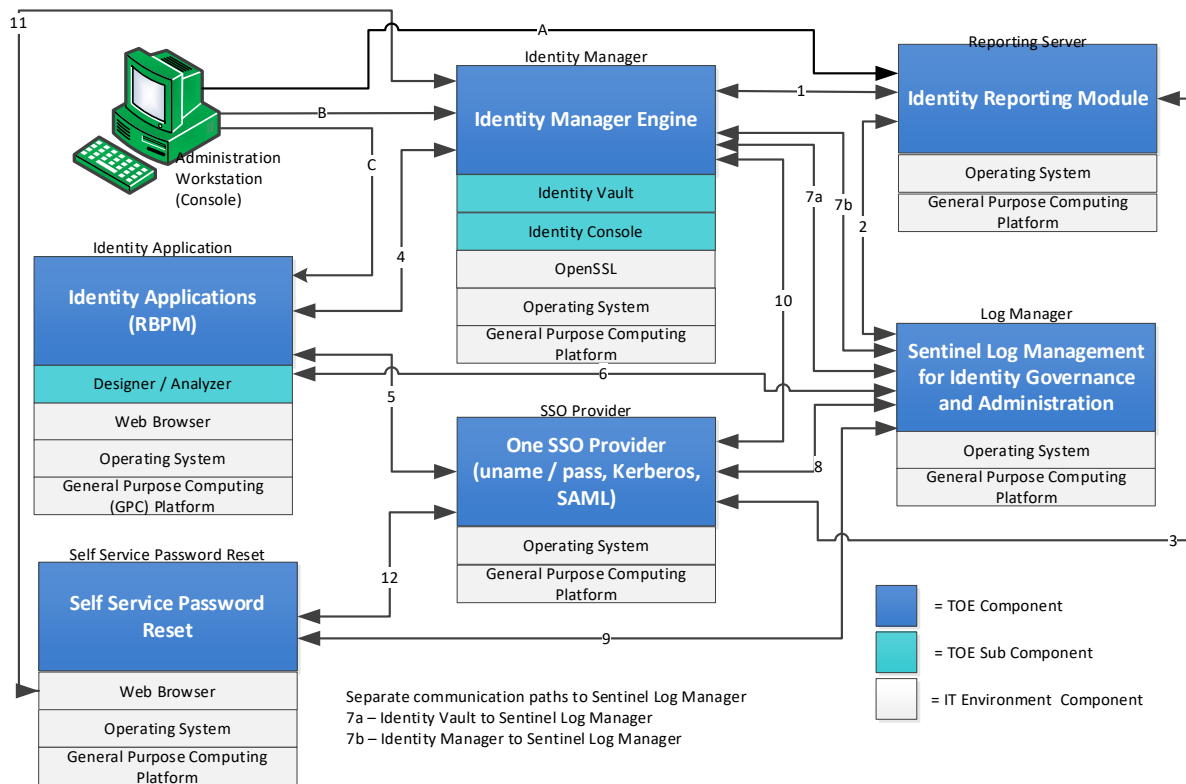 11
A
Reporting Server
Identity Manager
Identity Reporting Module
Identity Manager Engine
1
B
C
Administration
Workstation
(Console)
7a
7b
2
Operating System
General Purpose Computing
Platform
Identity Vault
Identity Console
OpenSSL
Operating System
General Purpose Computing
Platform
4
10
Identity Application
Identity Applications
(RBPM)
Designer / Analyzer
Web Browser
Operating System
General Purpose Computing
(GPC) Platform
Log Manager
Sentinel Log Management
for Identity Governance
and Administration
Operating System
General Purpose Computing
Platform
6
5
SSO Provider
One SSO Provider
(uname / pass, Kerberos,
SAML)
Operating System
General Purpose Computing
Platform
8
3
Self Service Password Reset
Self Service Password
Reset
Web Browser
Operating System
General Purpose Computing
Platform
12
9
= TOE Component
= TOE Sub Component
= IT Environment  Component
Separate communication paths to Sentinel Log Manager
7a – Identity Vault to Sentinel Log Manager
7b – Identity Manager to Sentinel Log Manager